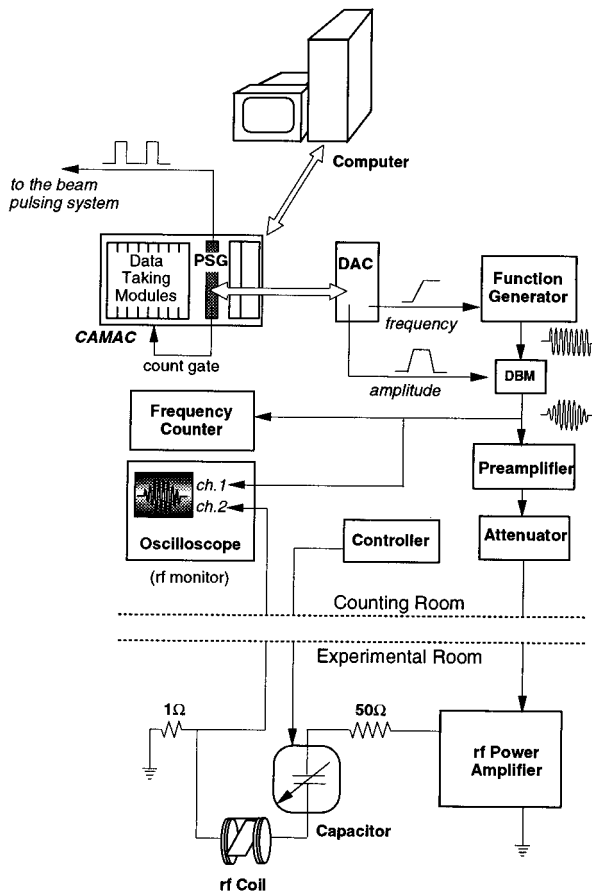 Computer
to the beam
pulsing system
Data
Taking
Modules
PSG
CAMAC
count gate
DAC
frequency
amplitude
Function
Generator
DBM
Frequency
Counter
Preamplifier
ch.1
ch.2
Oscilloscope
(rf monitor)
Controller
Attenuator
Counting Room
Experimental Room
1Ω
50Ω
rf Power
Amplifier
Capacitor
rf Coil